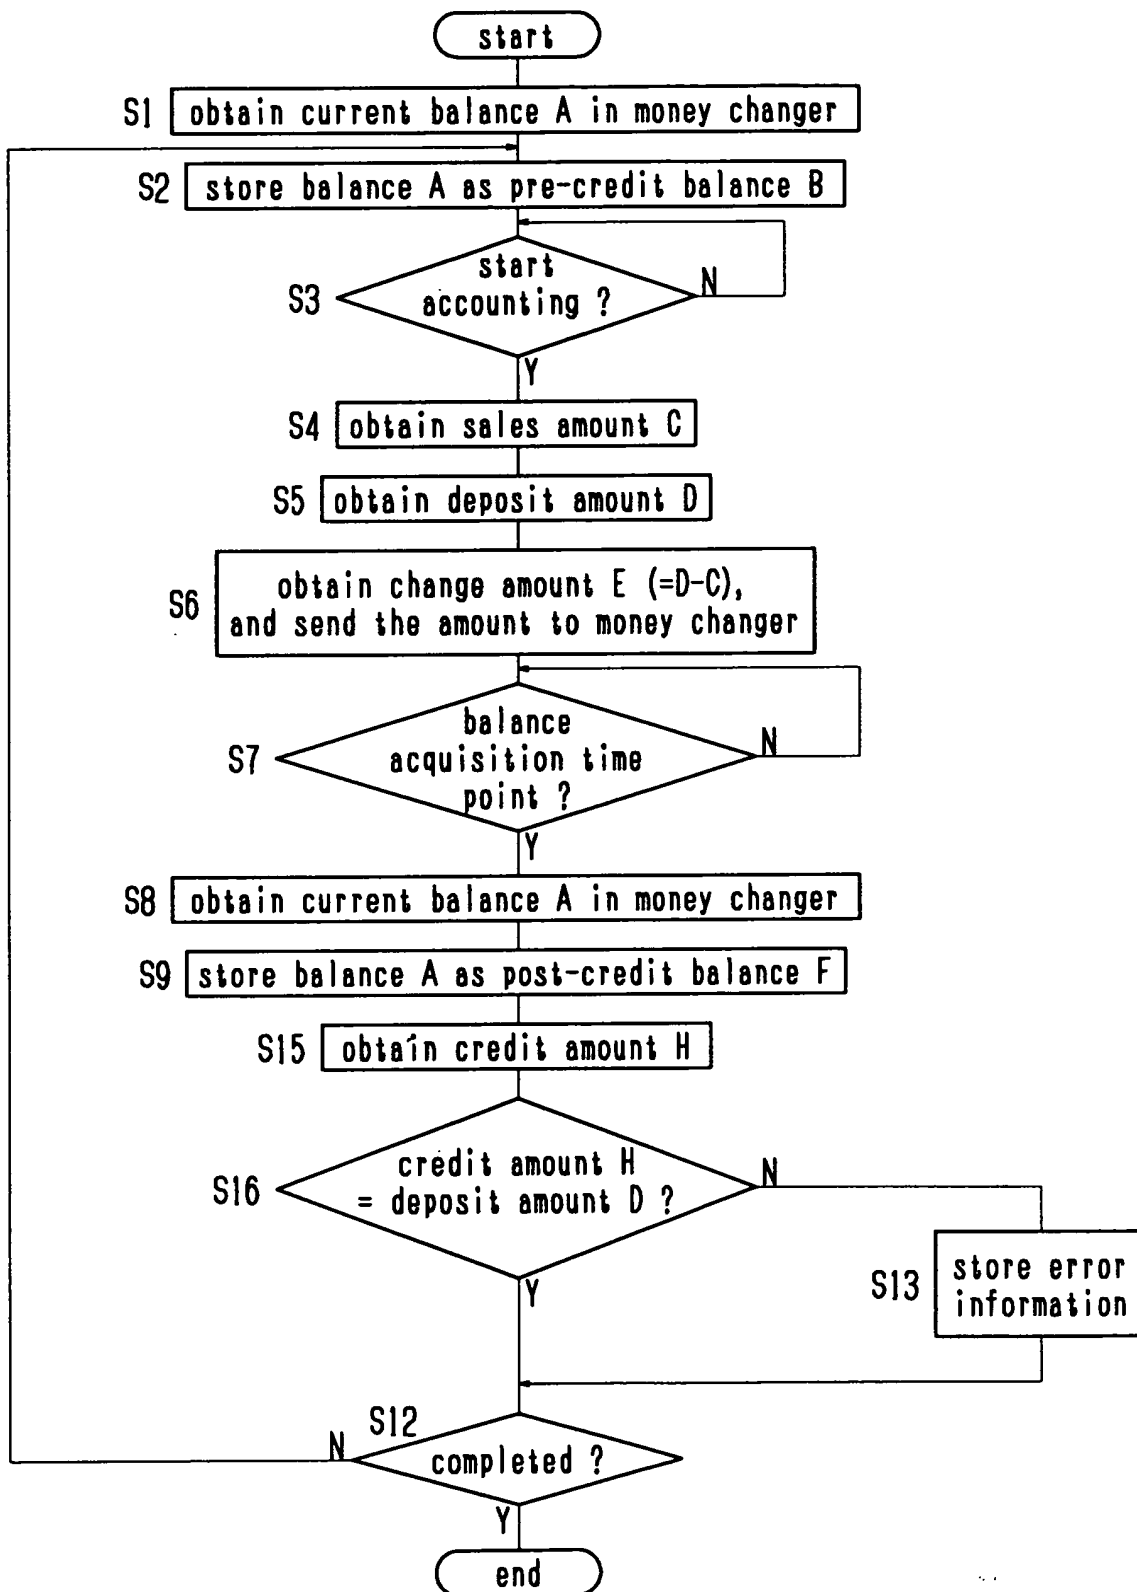 start
S1 obtain current balance A in money changer
S2 store balance A as pre-credit balance B
start
S3 accounting ? N
Y
S4 obtain sales amount C
S5 obtain deposit amount D
obtain change amount E (=D-C),
S6
and send the amount to money changer
balance N
S7 acquisition time
point ?
Y
S8 obtain current balance A in money changer
S9 store balance A as post-credit balance F
S15 obtain credit amount H
credit amount H N
S16 = deposit amount D ?
store error
S13
information
Y
S12
N completed ?
Y
end